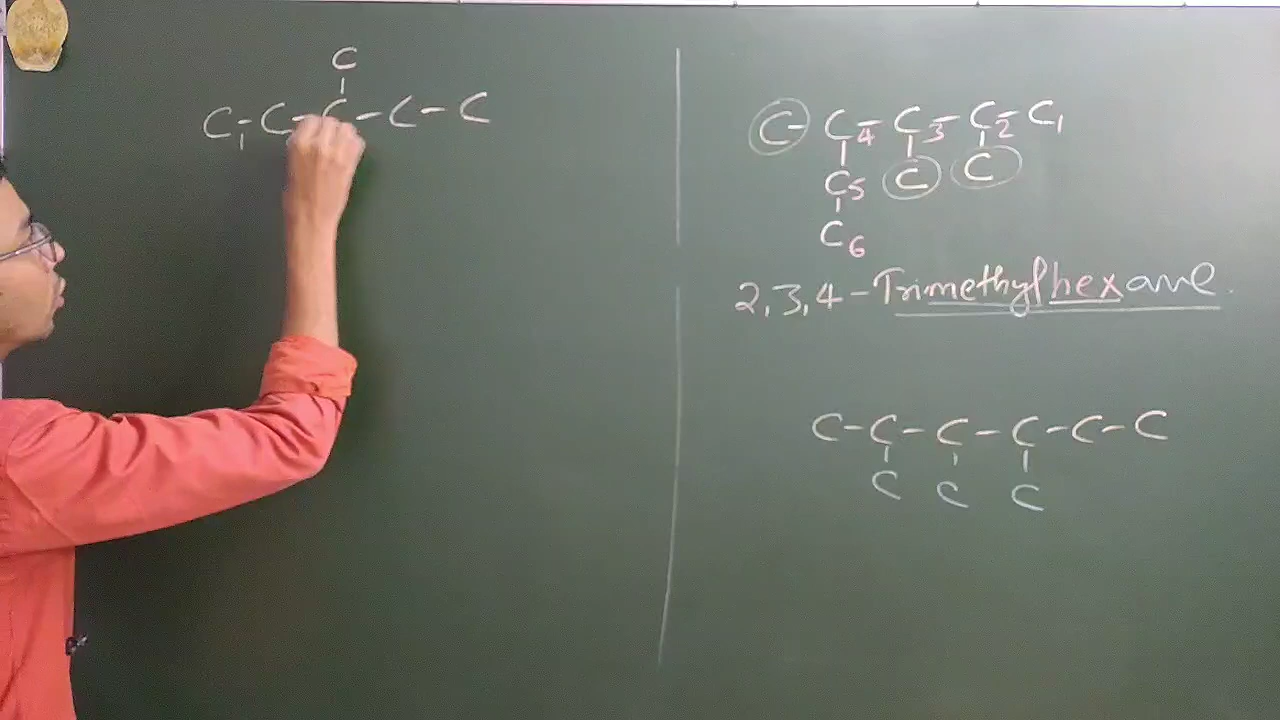 C
C1 - C - C - C - C
C - C4 - C3 - C2 - C1
C5 C C
C6
2,3,4-Trimethylhexane.
C-C-C-C-C-C
C C C